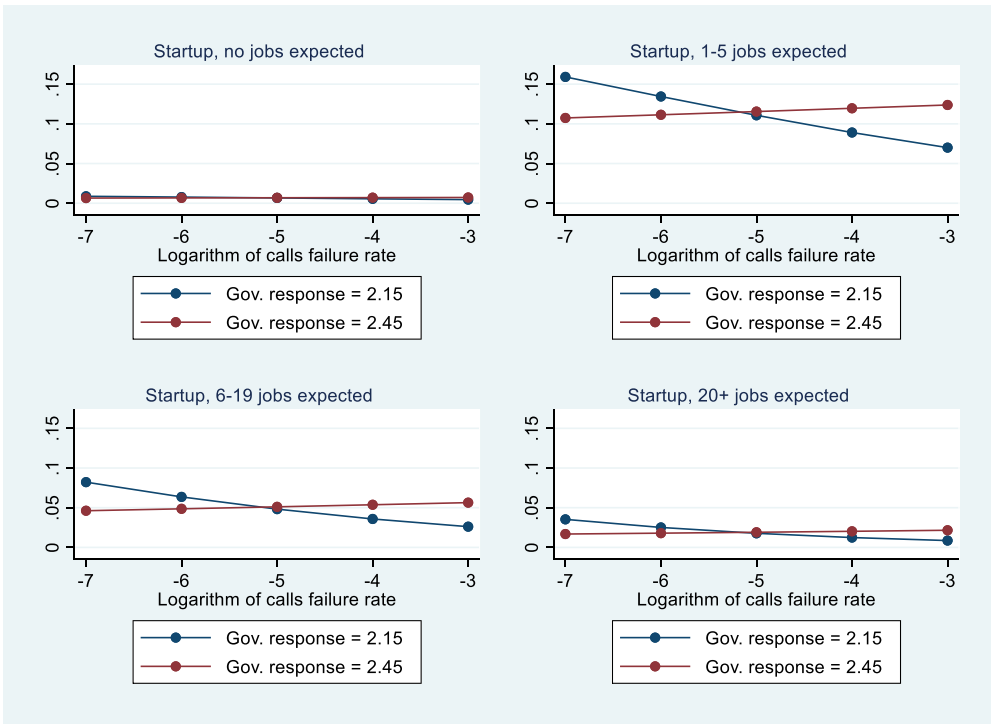 Startup, no jobs expected
.15
.1
.05
0
-7 -6 -5 -4 -3
Logarithm of calls failure rate
Gov. response = 2.15
Gov. response = 2.45
Startup, 1-5 jobs expected
.15
.1
.05
0
-7 -6 -5 -4 -3
Logarithm of calls failure rate
Gov. response = 2.15
Gov. response = 2.45
Startup, 6-19 jobs expected
.15
.1
.05
0
-7 -6 -5 -4 -3
Logarithm of calls failure rate
Gov. response = 2.15
Gov. response = 2.45
Startup, 20+ jobs expected
.15
.1
.05
0
-7 -6 -5 -4 -3
Logarithm of calls failure rate
Gov. response = 2.15
Gov. response = 2.45